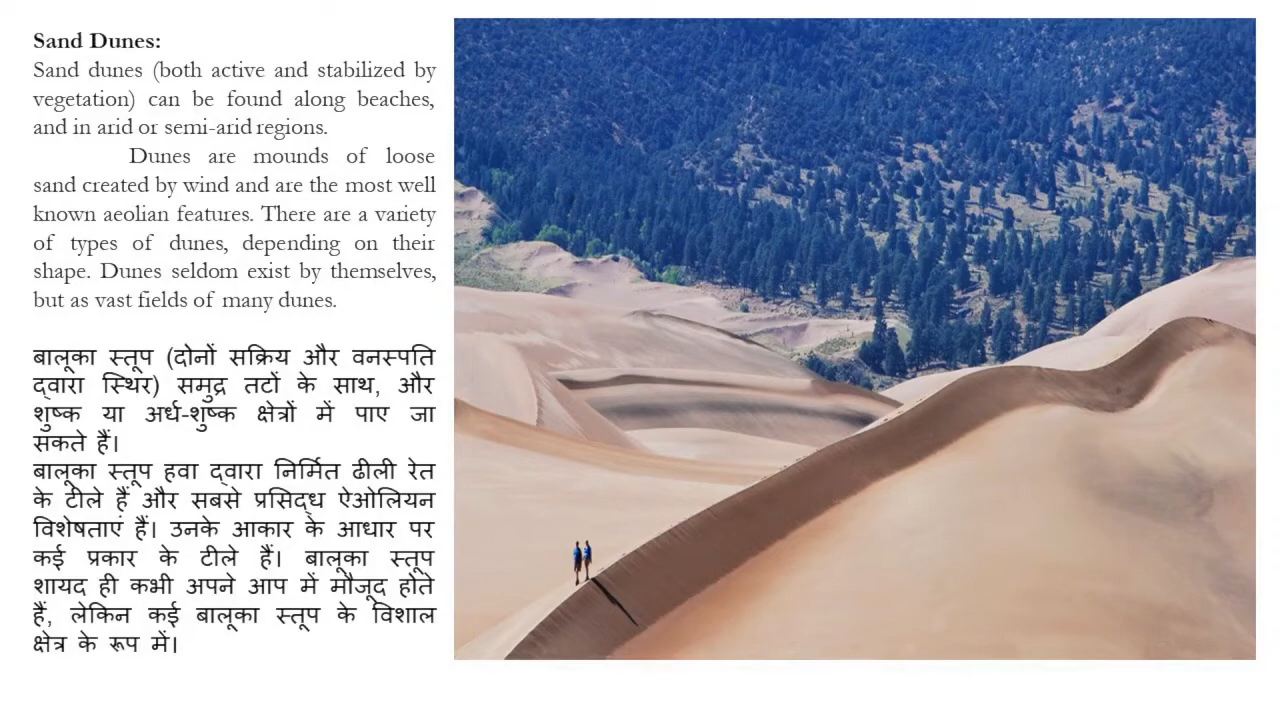 Sand Dunes:
Sand dunes (both active and stabilized by
vegetation) can be found along beaches,
and in arid or semi-arid regions.
Dunes are mounds of loose
sand created by wind and are the most well
known aeolian features. There are a variety
of types of dunes, depending on their
shape. Dunes seldom exist by themselves,
but as vast fields of many dunes.
बालूका स्तूप (दोनों सक्रिय और वनस्पति
द्वारा स्थिर) समुद्र तटों के साथ, और
शुष्क या अर्ध-शुष्क क्षेत्रों में पाए जा
सकते हैं।
बालूका स्तूप हवा द्वारा निर्मित ढीली रेत
के टीले हैं और सबसे प्रसिद्ध ऐओलियन
विशेषताएं हैं। उनके आकार के आधार पर
कई प्रकार के टीले हैं। बालूका स्तूप
शायद ही कभी अपने आप में मौजूद होते
हैं, लेकिन कई बालूका स्तूप के विशाल
क्षेत्र के रूप में।